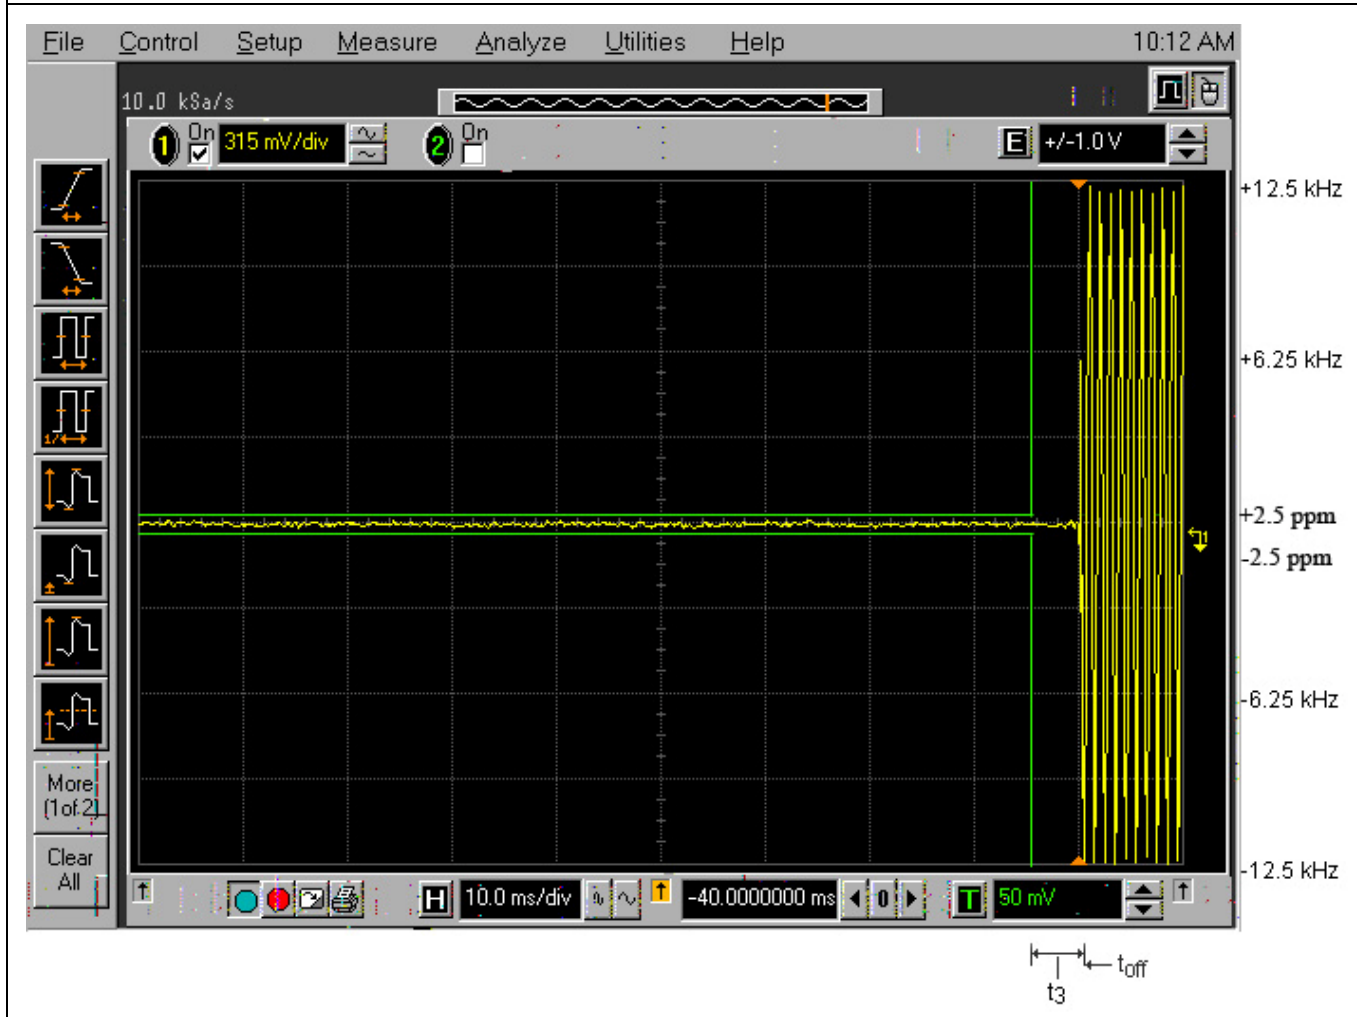 File Control Setup Measure Analyze Utilities Help 10:12 AM
10.0 kSa/s
1 On 315 mV/div 2 On E +/-1.0 V
+12.5 kHz
+6.25 kHz
+2.5 ppm
-2.5 ppm
-6.25 kHz
-12.5 kHz
1/
More
(1of 2)
Clear
All
H 10.0 ms/div -40.0000000 ms 0 T 50 mV
toff
t3